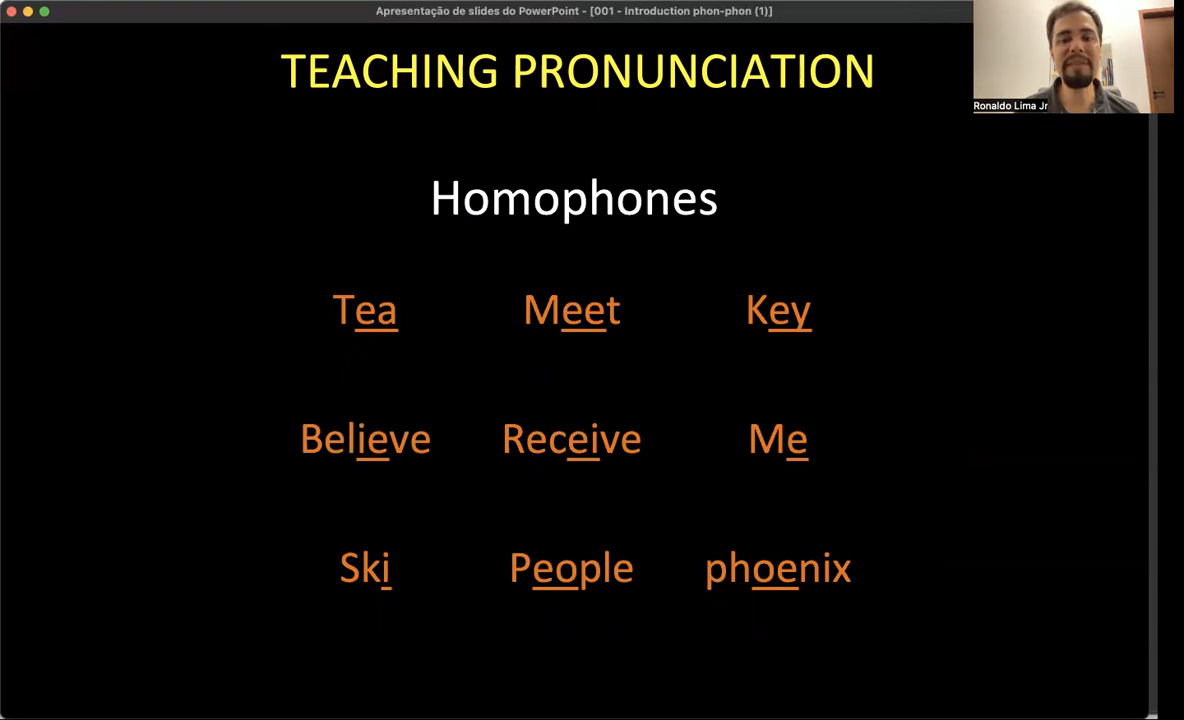 Apresentação de slides do PowerPoint - [001 - Introduction phon-phon (1)]
Ronaldo Lima Jr
TEACHING PRONUNCIATION
Homophones
Tea Meet Key
Believe Receive Me
Ski People phoenix